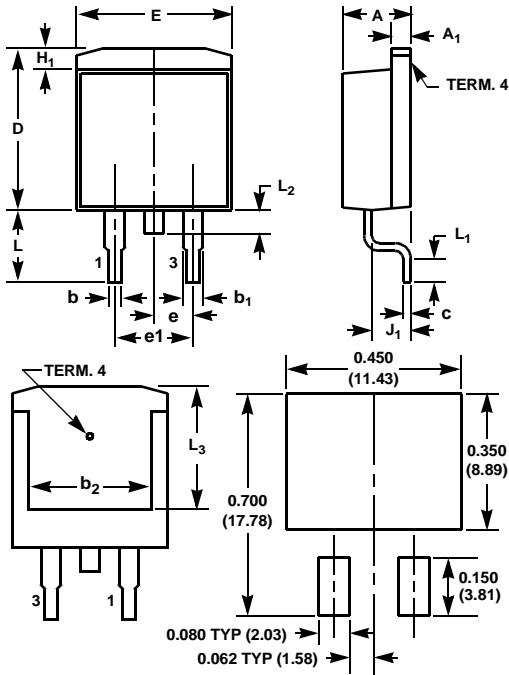 E
A
A1
H1
TERM. 4
D
L2
L
L1
1
3
b
b1
e
c
e1
J1
TERM. 4
0.450
(11.43)
L3
b2
0.350
(8.89)
0.700
(17.78)
0.150
(3.81)
3
1
0.080 TYP (2.03)
0.062 TYP (1.58)